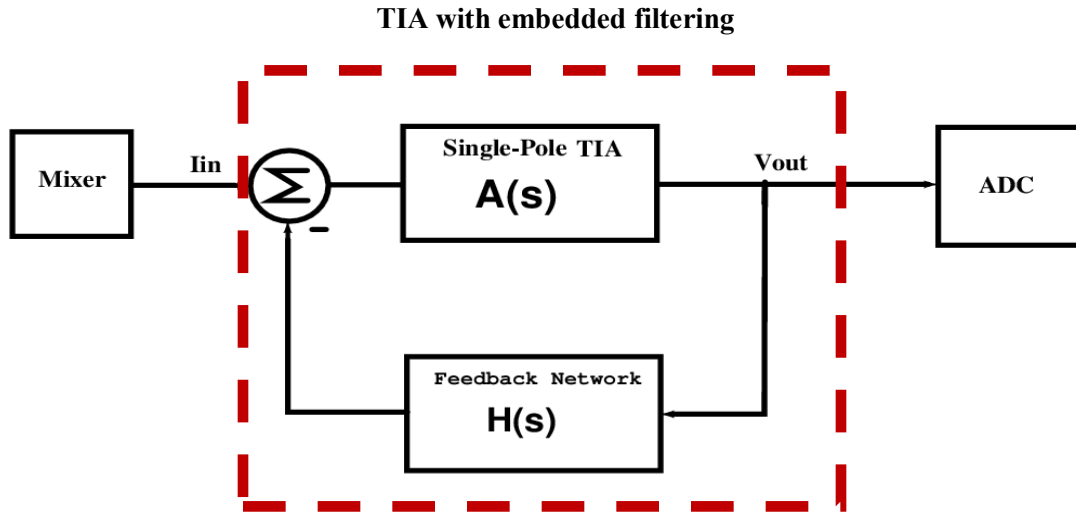 TIA with embedded filtering
Mixer
Iin
Σ
-
Single-Pole TIA
A(s)
Vout
ADC
Feedback Network
H(s)